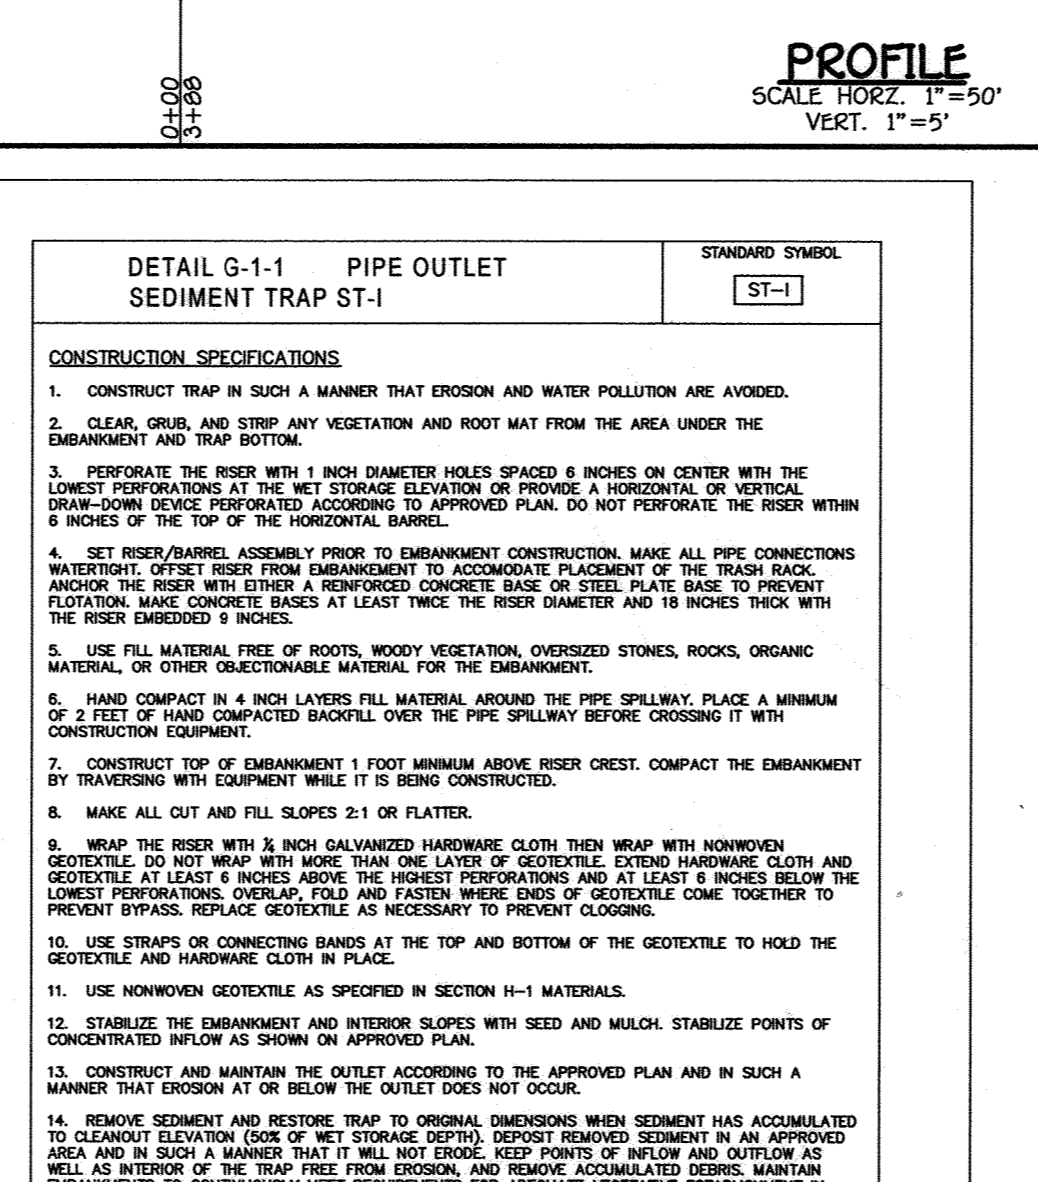 0+00
3+88
PROFILE
SCALE HORZ. 1"=50'
VERT. 1"=5'
DETAIL G-1-1 PIPE OUTLET
SEDIMENT TRAP ST-I
STANDARD SYMBOL
ST-I
CONSTRUCTION SPECIFICATIONS
1. CONSTRUCT TRAP IN SUCH A MANNER THAT EROSION AND WATER POLLUTION ARE AVOIDED.
2. CLEAR, GRUB, AND STRIP ANY VEGETATION AND ROOT MAT FROM THE AREA UNDER THE
EMBANKMENT AND TRAP BOTTOM.
3. PERFORATE THE RISER WITH 1 INCH DIAMETER HOLES SPACED 6 INCHES ON CENTER WITH THE
LOWEST PERFORATIONS AT THE WET STORAGE ELEVATION OR PROVIDE A HORIZONTAL OR VERTICAL
DRAW-DOWN DEVICE PERFORATED ACCORDING TO APPROVED PLAN. DO NOT PERFORATE THE RISER WITHIN
6 INCHES OF THE TOP OF THE HORIZONTAL BARREL.
4. SET RISER/BARREL ASSEMBLY PRIOR TO EMBANKMENT CONSTRUCTION. MAKE ALL PIPE CONNECTIONS
WATERTIGHT. OFFSET RISER FROM EMBANKEMENT TO ACCOMODATE PLACEMENT OF THE TRASH RACK.
ANCHOR THE RISER WITH EITHER A REINFORCED CONCRETE BASE OR STEEL PLATE BASE TO PREVENT
FLOTATION. MAKE CONCRETE BASES AT LEAST TWICE THE RISER DIAMETER AND 18 INCHES THICK WITH
THE RISER EMBEDDED 9 INCHES.
5. USE FILL MATERIAL FREE OF ROOTS, WOODY VEGETATION, OVERSIZED STONES, ROCKS, ORGANIC
MATERIAL, OR OTHER OBJECTIONABLE MATERIAL FOR THE EMBANKMENT.
6. HAND COMPACT IN 4 INCH LAYERS FILL MATERIAL AROUND THE PIPE SPILLWAY. PLACE A MINIMUM
OF 2 FEET OF HAND COMPACTED BACKFILL OVER THE PIPE SPILLWAY BEFORE CROSSING IT WITH
CONSTRUCTION EQUIPMENT.
7. CONSTRUCT TOP OF EMBANKMENT 1 FOOT MINIMUM ABOVE RISER CREST. COMPACT THE EMBANKMENT
BY TRAVERSING WITH EQUIPMENT WHILE IT IS BEING CONSTRUCTED.
8. MAKE ALL CUT AND FILL SLOPES 2:1 OR FLATTER.
9. WRAP THE RISER WITH ¼ INCH GALVANIZED HARDWARE CLOTH THEN WRAP WITH NONWOVEN
GEOTEXTILE. DO NOT WRAP WITH MORE THAN ONE LAYER OF GEOTEXTILE. EXTEND HARDWARE CLOTH AND
GEOTEXTILE AT LEAST 6 INCHES ABOVE THE HIGHEST PERFORATIONS AND AT LEAST 6 INCHES BELOW THE
LOWEST PERFORATIONS. OVERLAP, FOLD AND FASTEN WHERE ENDS OF GEOTEXTILE COME TOGETHER TO
PREVENT BYPASS. REPLACE GEOTEXTILE AS NECESSARY TO PREVENT CLOGGING.
10. USE STRAPS OR CONNECTING BANDS AT THE TOP AND BOTTOM OF THE GEOTEXTILE TO HOLD THE
GEOTEXTILE AND HARDWARE CLOTH IN PLACE.
11. USE NONWOVEN GEOTEXTILE AS SPECIFIED IN SECTION H-1 MATERIALS.
12. STABILIZE THE EMBANKMENT AND INTERIOR SLOPES WITH SEED AND MULCH. STABILIZE POINTS OF
CONCENTRATED INFLOW AS SHOWN ON APPROVED PLAN.
13. CONSTRUCT AND MAINTAIN THE OUTLET ACCORDING TO THE APPROVED PLAN AND IN SUCH A
MANNER THAT EROSION AT OR BELOW THE OUTLET DOES NOT OCCUR.
14. REMOVE SEDIMENT AND RESTORE TRAP TO ORIGINAL DIMENSIONS WHEN SEDIMENT HAS ACCUMULATED
TO CLEANOUT ELEVATION (50% OF WET STORAGE DEPTH). DEPOSIT REMOVED SEDIMENT IN AN APPROVED
AREA AND IN SUCH A MANNER THAT IT WILL NOT ERODE. KEEP POINTS OF INFLOW AND OUTFLOW AS
WELL AS INTERIOR OF THE TRAP FREE FROM EROSION, AND REMOVE ACCUMULATED DEBRIS. MAINTAIN